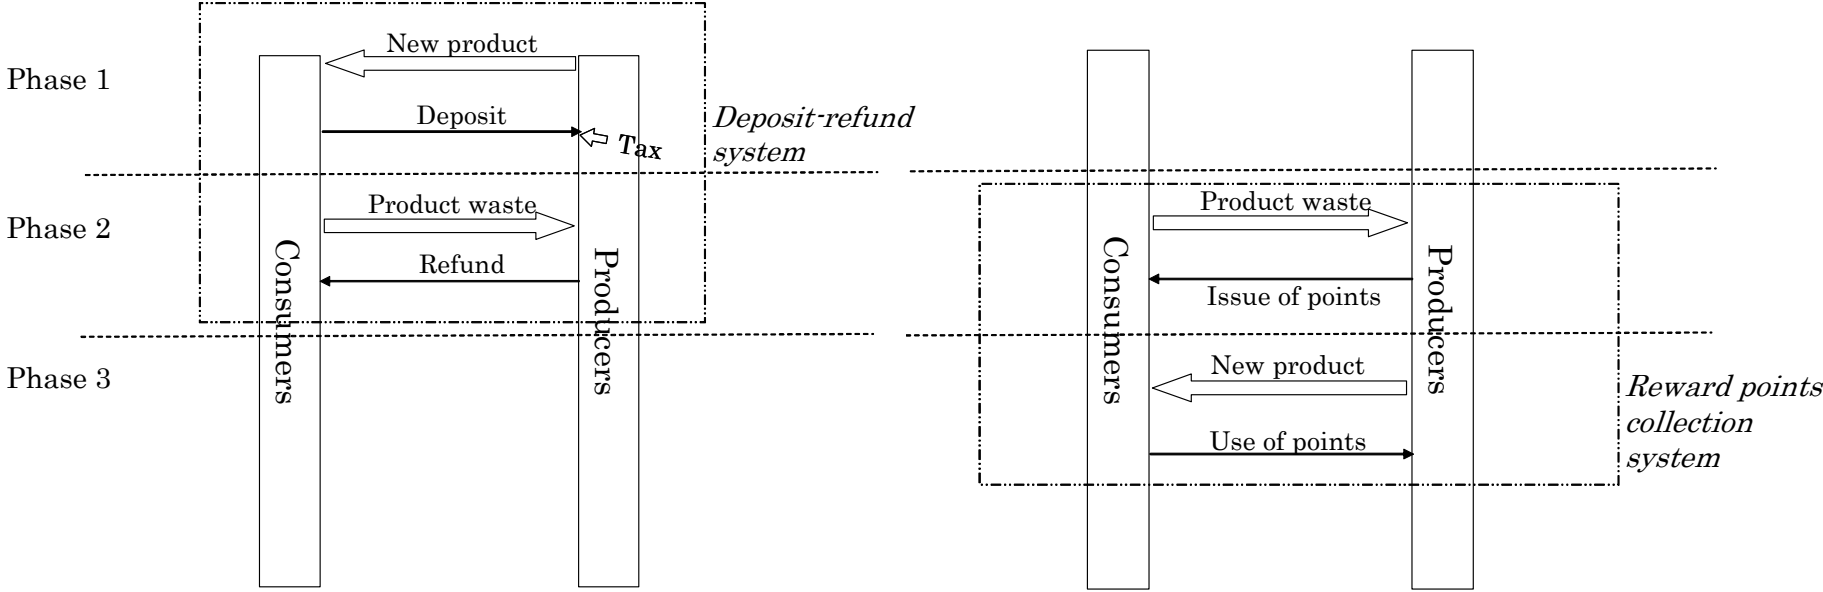 Phase 1
New product
Deposit
Tax
Deposit-refund
system
Phase 2
Product waste
Refund
Consumers
Producers
Phase 3
Product waste
Issue of points
Consumers
Producers
New product
Use of points
Reward points
collection
system